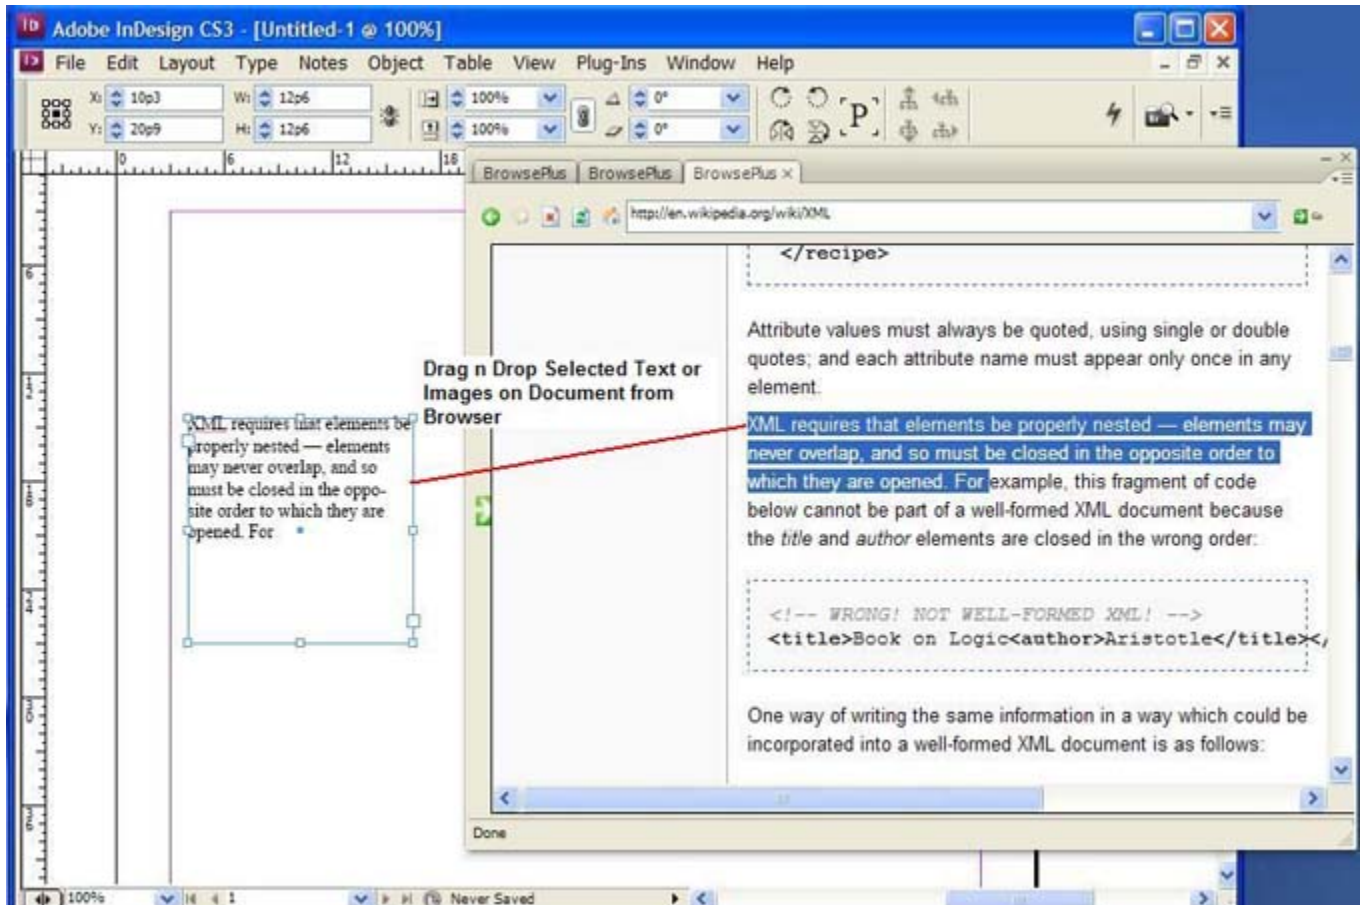 Adobe InDesign CS3 - [Untitled-1 @ 100%]
File Edit Layout Type Notes Object Table View Plug-Ins Window Help
X: 10p3 W: 12p6 100% 0°
Y: 20p9 H: 12p6 100% 0°
P
0 6 12 18
BrowsePlus BrowsePlus BrowsePlus ×
http://en.wikipedia.org/wiki/XML
</recipe>
Attribute values must always be quoted, using single or double
quotes; and each attribute name must appear only once in any
element.
Drag n Drop Selected Text or
Images on Document from
Browser
XML requires that elements be
properly nested — elements
may never overlap, and so
must be closed in the oppo-
site order to which they are
opened. For
XML requires that elements be properly nested — elements may
never overlap, and so must be closed in the opposite order to
which they are opened. For example, this fragment of code
below cannot be part of a well-formed XML document because
the title and author elements are closed in the wrong order:
<!-- WRONG! NOT WELL-FORMED XML! -->
<title>Book on Logic<author>Aristotle</title></
One way of writing the same information in a way which could be
incorporated into a well-formed XML document is as follows:
Done
100% 1 Never Saved